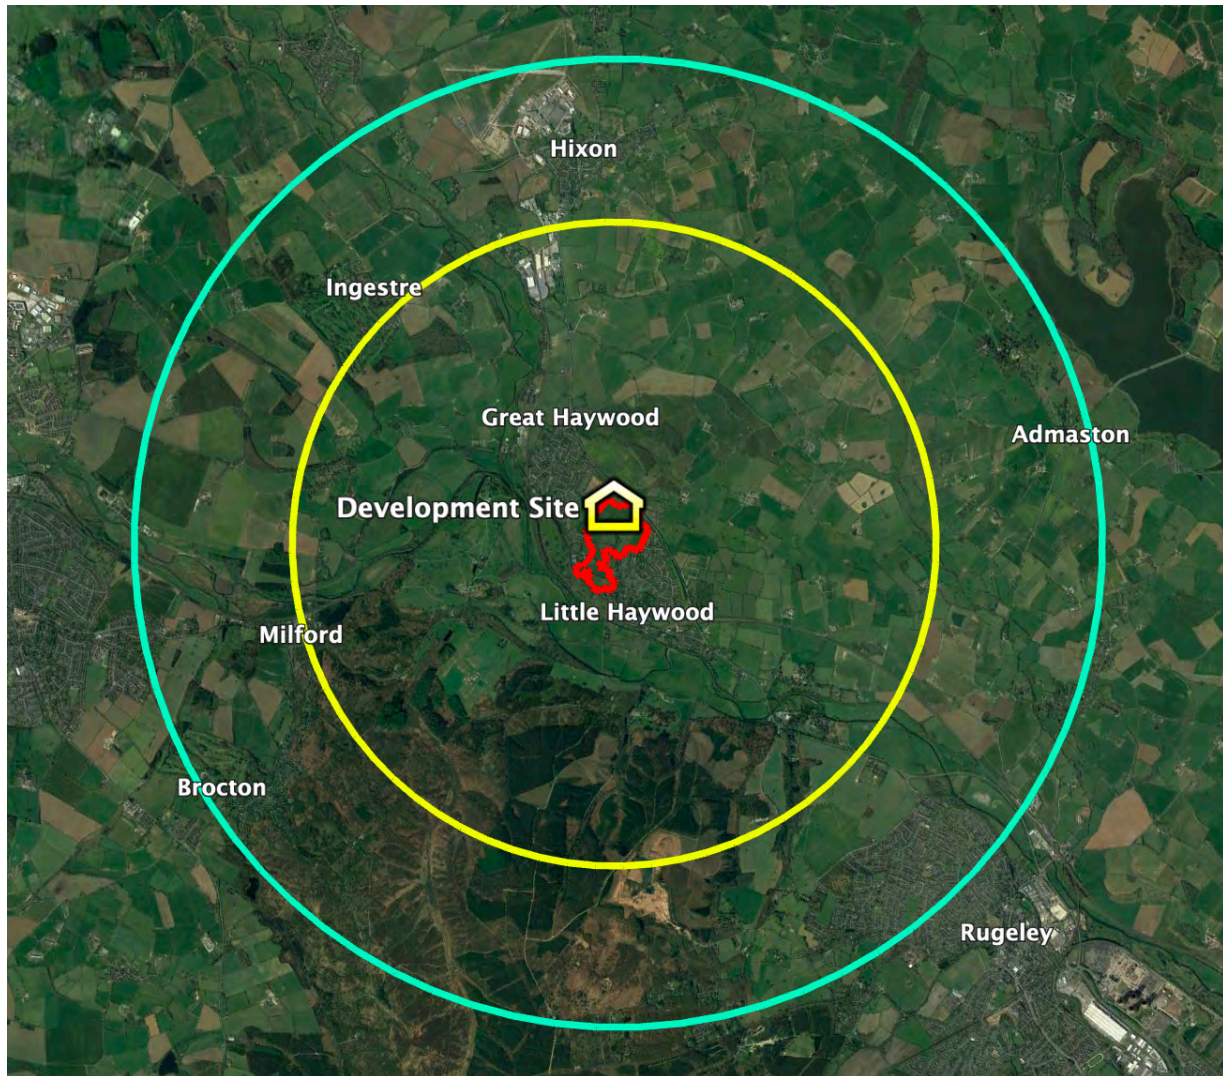 Hixon
Ingestre
Great Haywood
Admaston
Development Site
Little Haywood
Milford
Brocton
Rugeley